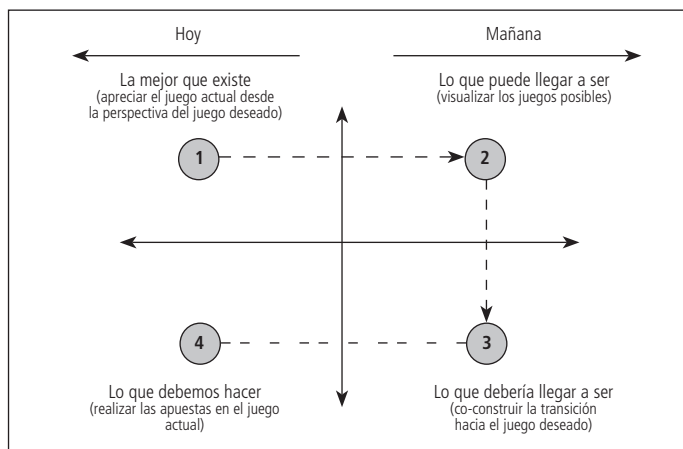 Hoy
Mañana
La mejor que existe
(apreciar el juego actual desde
la perspectiva del juego deseado)
Lo que puede llegar a ser
(visualizar los juegos posibles)
1
2
4
3
Lo que debemos hacer
(realizar las apuestas en el juego
actual)
Lo que debería llegar a ser
(co-construir la transición
hacia el juego deseado)